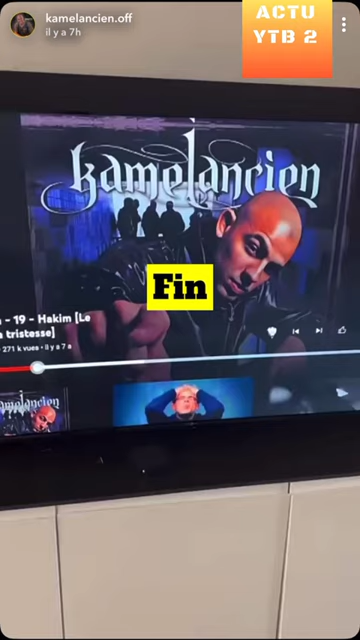 kamelancien.off
il y a 7h
ACTU
YTB 2
kamelancien
Fin
- 19 - Hakim [Le
tristesse]
271 k vues • il y a 7 a
kamelancien